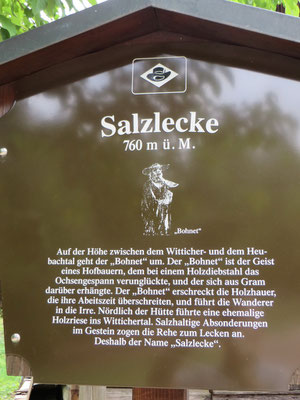 Salzlecke
760 m ü. M.
„Bohnet"
Auf der Höhe zwischen dem Witticher- und dem Heu-
bachtal geht der „Bohnet" um. Der „Bohnet" ist der Geist
eines Hofbauern, dem bei einem Holzdiebstahl das
Ochsengespann verunglückte, und der sich aus Gram
darüber erhängte. Der „Bohnet" erschreckt die Holzhauer,
die ihre Abeitszeit überschreiten, und führt die Wanderer
in die Irre. Nördlich der Hütte führte eine ehemalige
Holzriese ins Wittichertal. Salzhaltige Absonderungen
im Gestein zogen die Rehe zum Lecken an.
Deshalb der Name „Salzlecke".